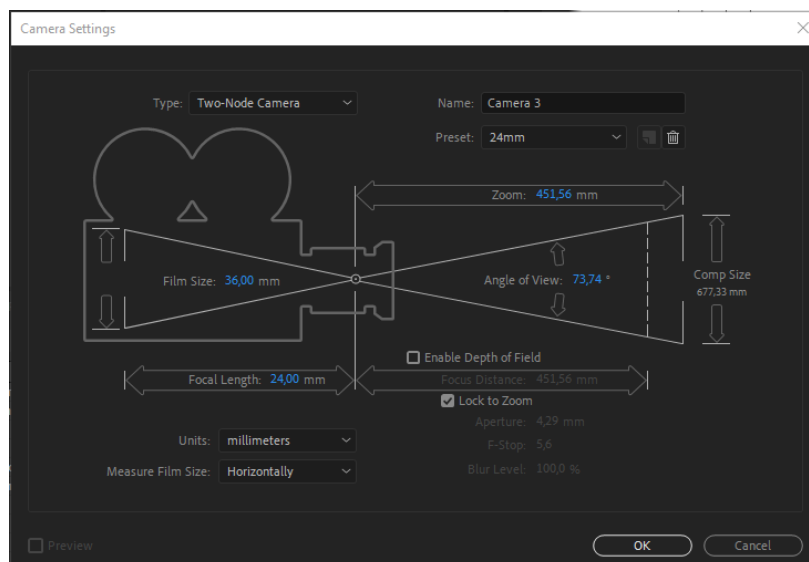 Camera Settings
Type: Two-Node Camera
Name: Camera 3
Preset: 24mm
Zoom: 451,56 mm
Film Size: 36,00 mm
Angle of View: 73,74 °
Comp Size
677,33 mm
Enable Depth of Field
Focal Length: 24,00 mm
Focus Distance: 451,56 mm
Lock to Zoom
Aperture: 4,29 mm
Units: millimeters
F-Stop: 5,6
Measure Film Size: Horizontally
Blur Level: 100,0 %
Preview
OK
Cancel